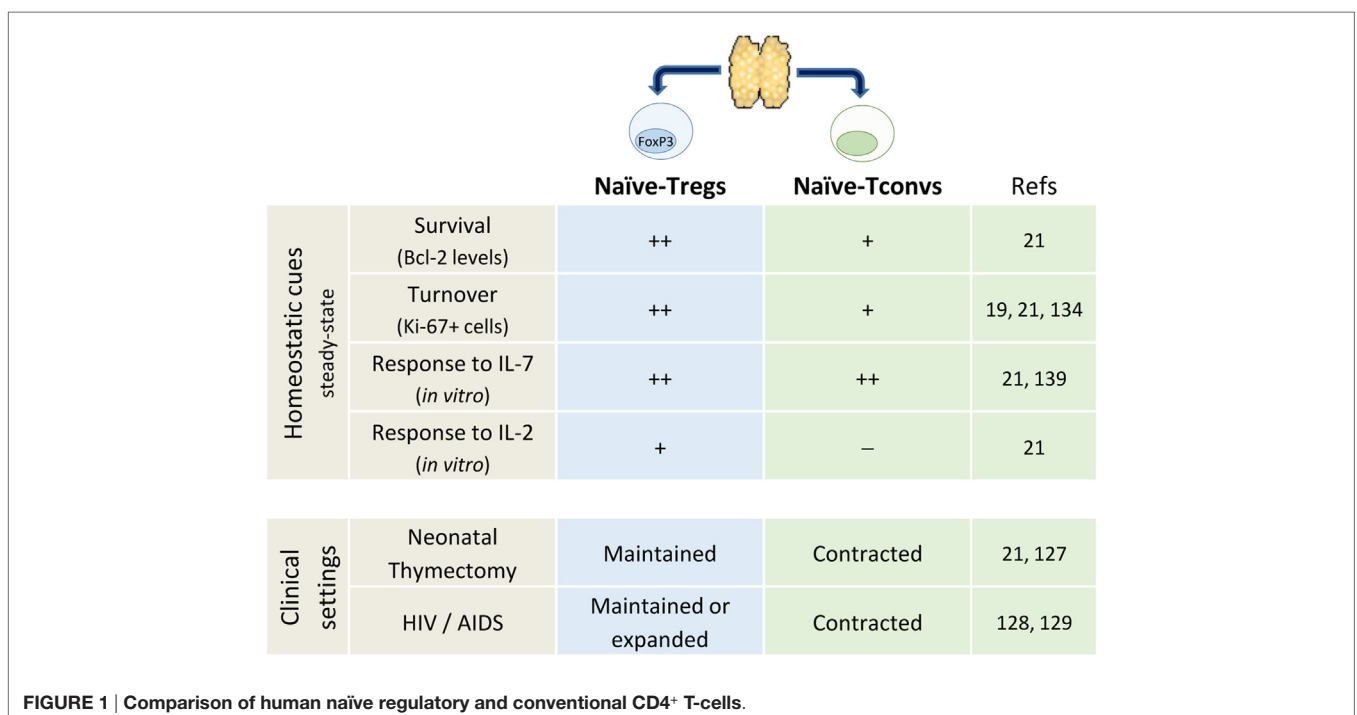 FoxP3
Naïve-Tregs Naïve-Tconvs Refs
Homeostatic cues
steady-state
Survival
(Bcl-2 levels)
++ + 21
Turnover
(Ki-67+ cells)
++ + 19, 21, 134
Response to IL-7
(in vitro)
++ ++ 21, 139
Response to IL-2
(in vitro)
+ – 21
Clinical
settings
Neonatal
Thymectomy
Maintained Contracted 21, 127
HIV / AIDS
Maintained or
expanded
Contracted 128, 129
FIGURE 1 | Comparison of human naïve regulatory and conventional CD4⁺ T-cells.